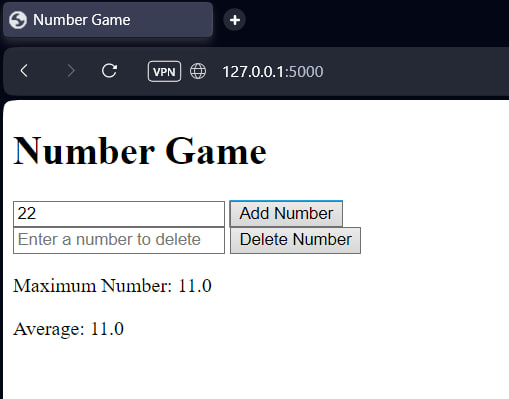 Number Game
VPN 127.0.0.1:5000
Number Game
22 Add Number
Enter a number to delete Delete Number
Maximum Number: 11.0
Average: 11.0